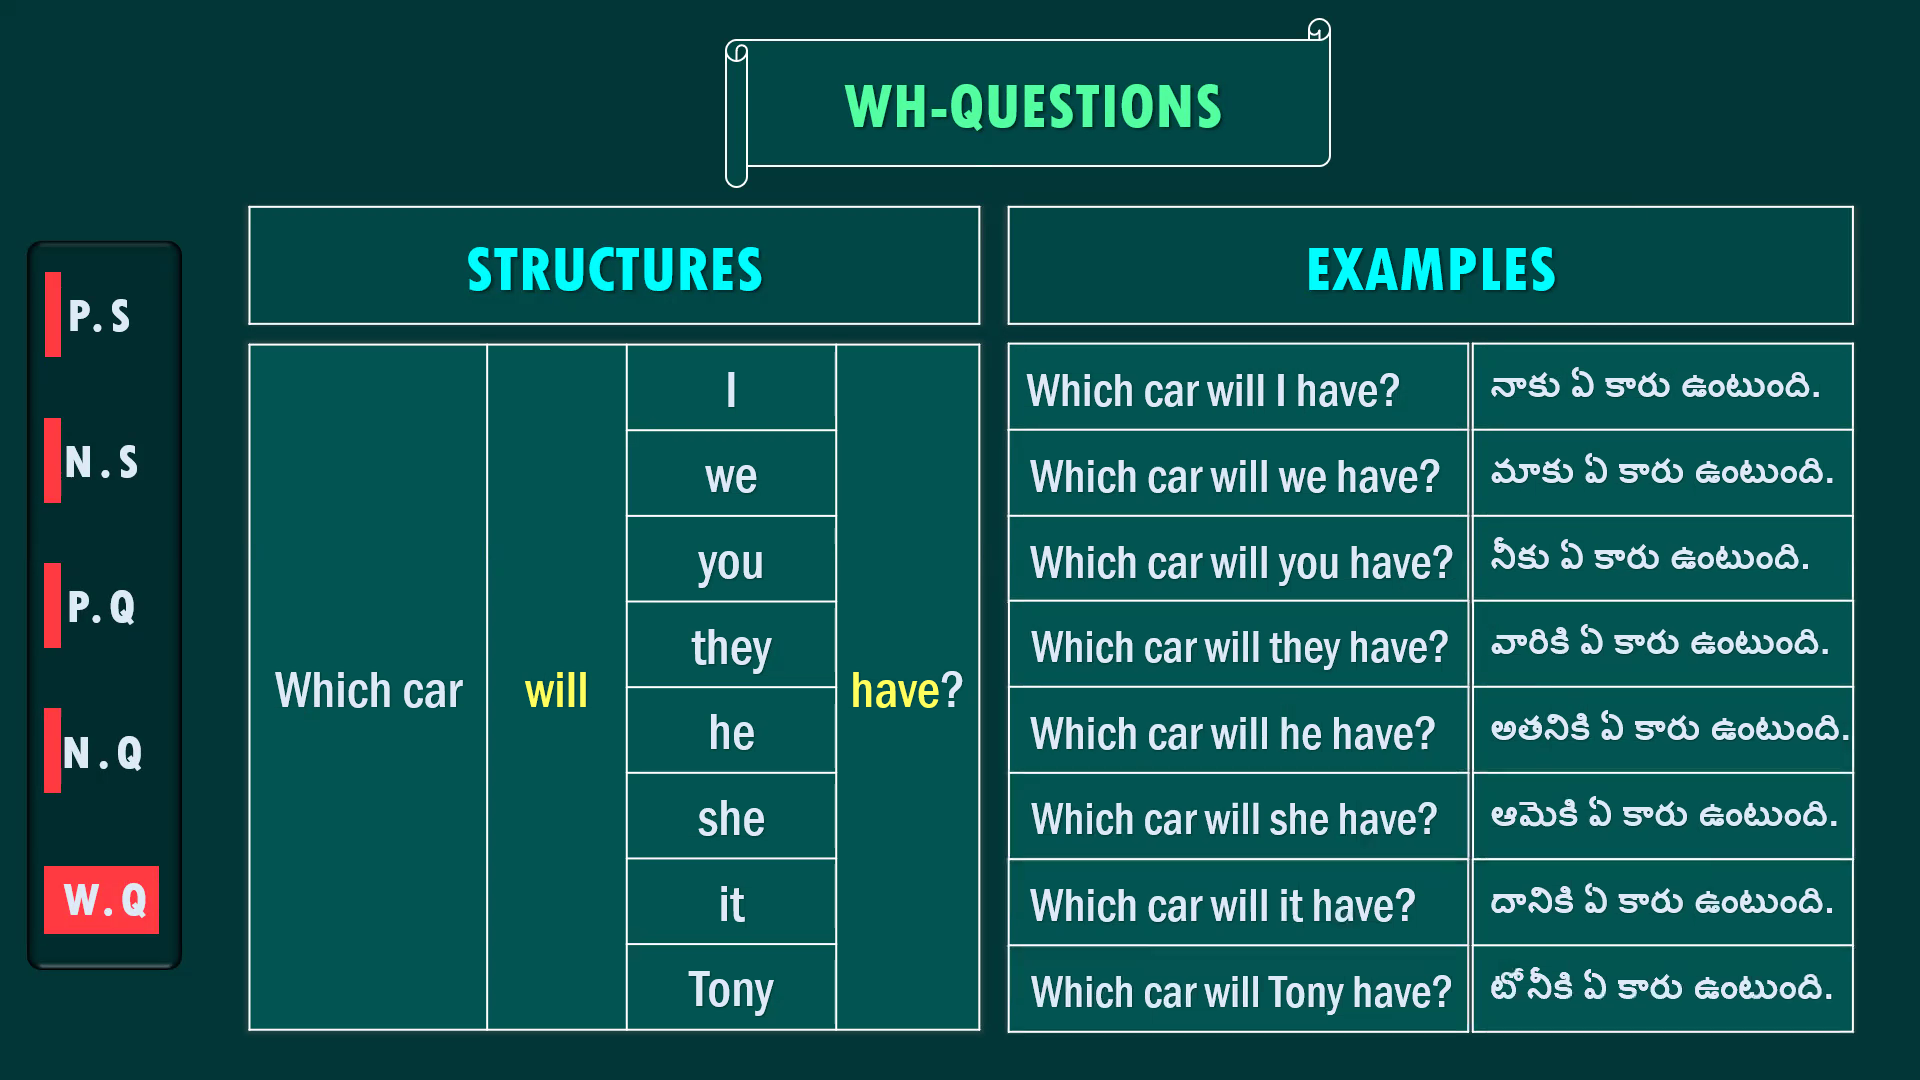 WH-QUESTIONS
STRUCTURES
EXAMPLES
P. S
N . S
P. Q
N . Q
W. Q
Which car
will
I
we
you
they
he
she
it
Tony
have?
Which car will I have?
నాకు ఏ కారు ఉంటుంది.
Which car will we have?
మాకు ఏ కారు ఉంటుంది.
Which car will you have?
నీకు ఏ కారు ఉంటుంది.
Which car will they have?
వారికి ఏ కారు ఉంటుంది.
Which car will he have?
అతనికి ఏ కారు ఉంటుంది.
Which car will she have?
ఆమెకి ఏ కారు ఉంటుంది.
Which car will it have?
దానికి ఏ కారు ఉంటుంది.
Which car will Tony have?
టోనీకి ఏ కారు ఉంటుంది.